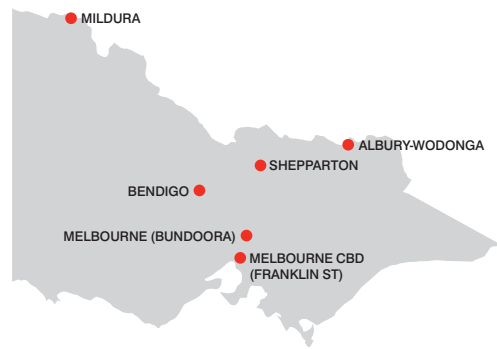 MILDURA
ALBURY-WODONGA
SHEPPARTON
BENDIGO
MELBOURNE (BUNDOORA)
MELBOURNE CBD
(FRANKLIN ST)